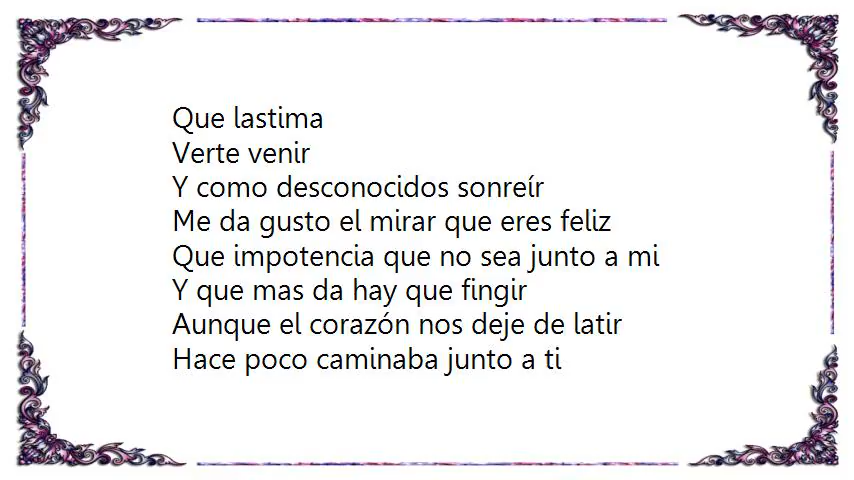 Que lastima
Verte venir
Y como desconocidos sonreír
Me da gusto el mirar que eres feliz
Que impotencia que no sea junto a mi
Y que mas da hay que fingir
Aunque el corazón nos deje de latir
Hace poco caminaba junto a ti